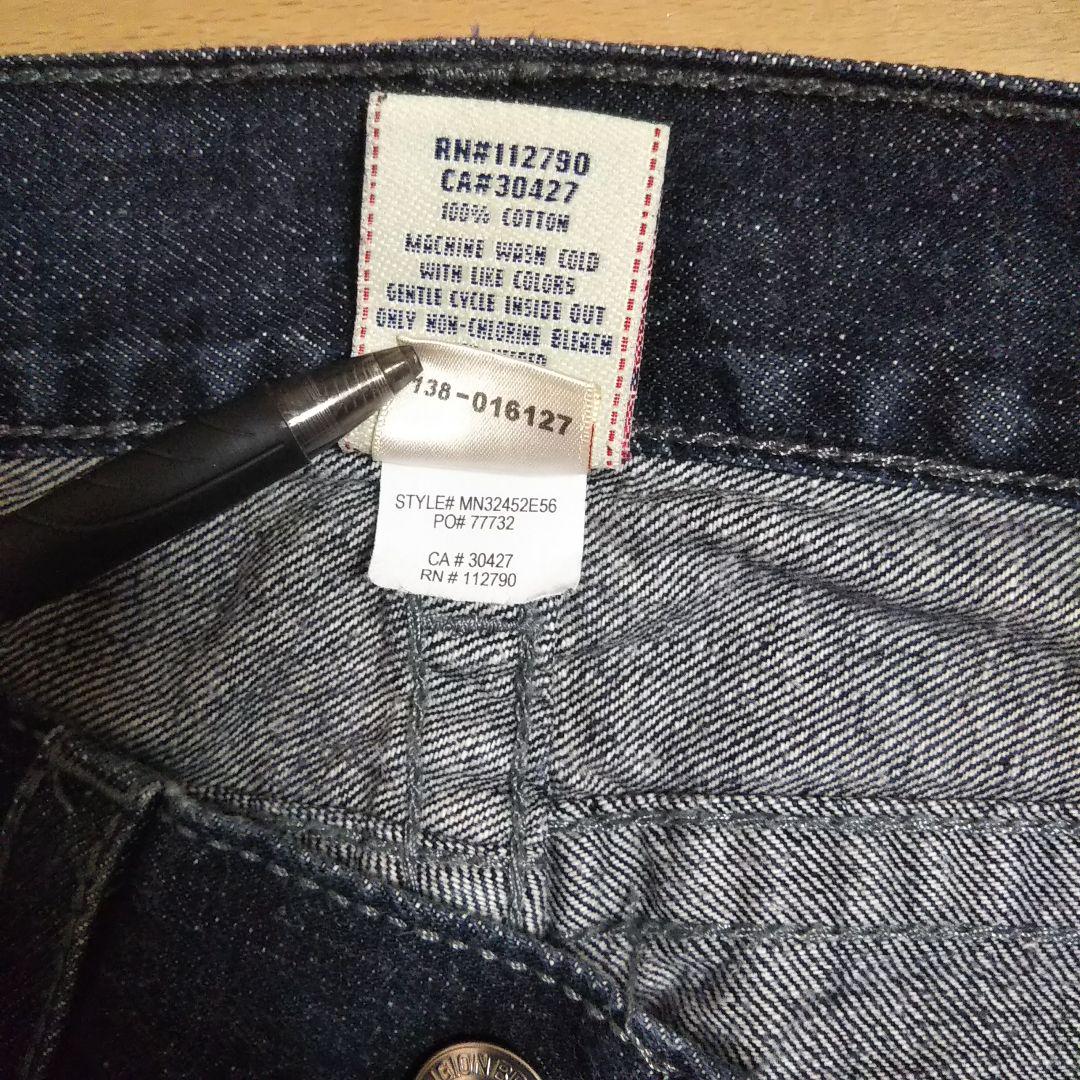 RN#112790
CA#30427
100% COTTON
MACHINE WASH COLD
WITH LIKE COLORS
GENTLE CYCLE INSIDE OUT
ONLY NON-CHLORINE BLEACH
138-016127
STYLE# MN32452E56
PO# 77732
CA # 30427
RN # 112790